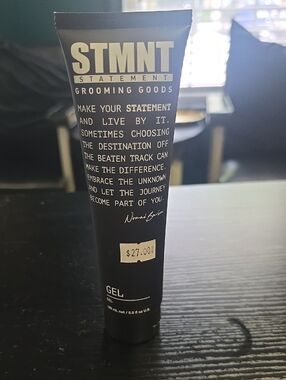 STMNT
STATEMENT
GROOMING GOODS
MAKE YOUR STATEMENT
AND LIVE BY IT.
SOMETIMES CHOOSING
THE DESTINATION OFF
THE BEATEN TRACK CAN
MAKE THE DIFFERENCE.
EMBRACE THE UNKNOWN
AND LET THE JOURNEY
BECOME PART OF YOU.
$27.00
GEL